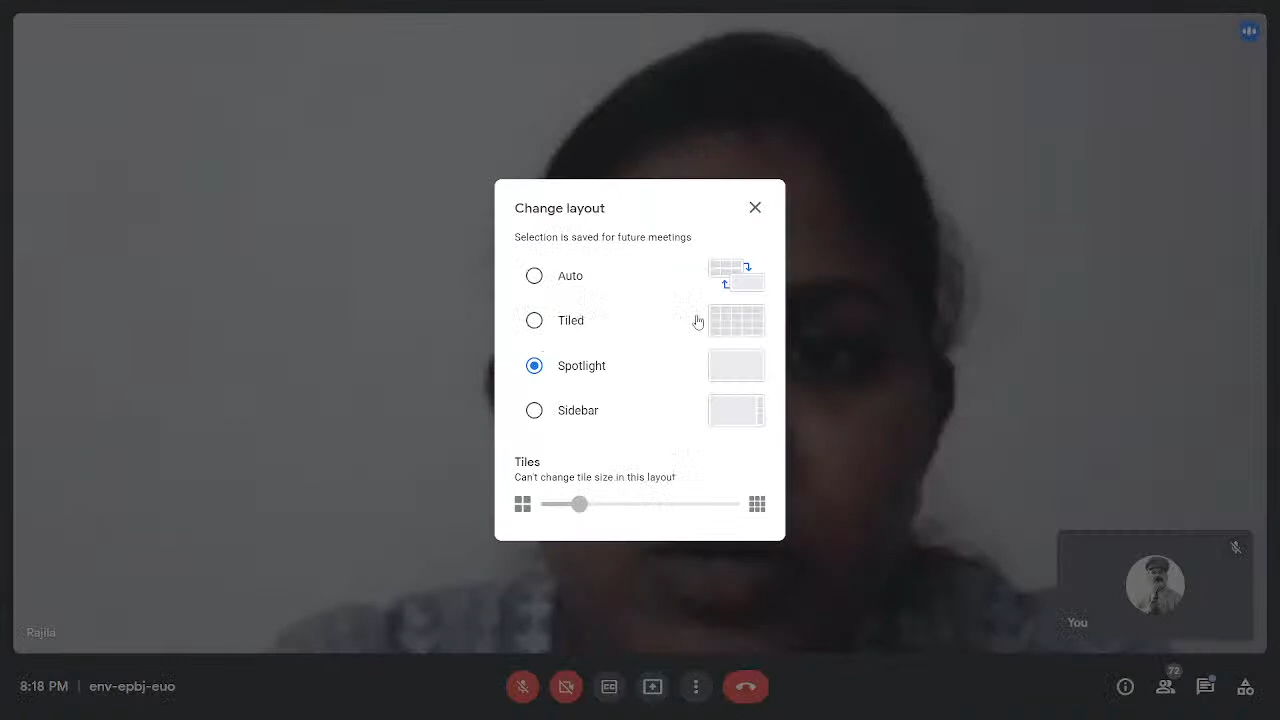 Change layout
Selection is saved for future meetings
Auto
Tiled
Spotlight
Sidebar
Tiles
Can't change tile size in this layout
Rajila
You
8:18 PM | env-epbj-euo
CC
72